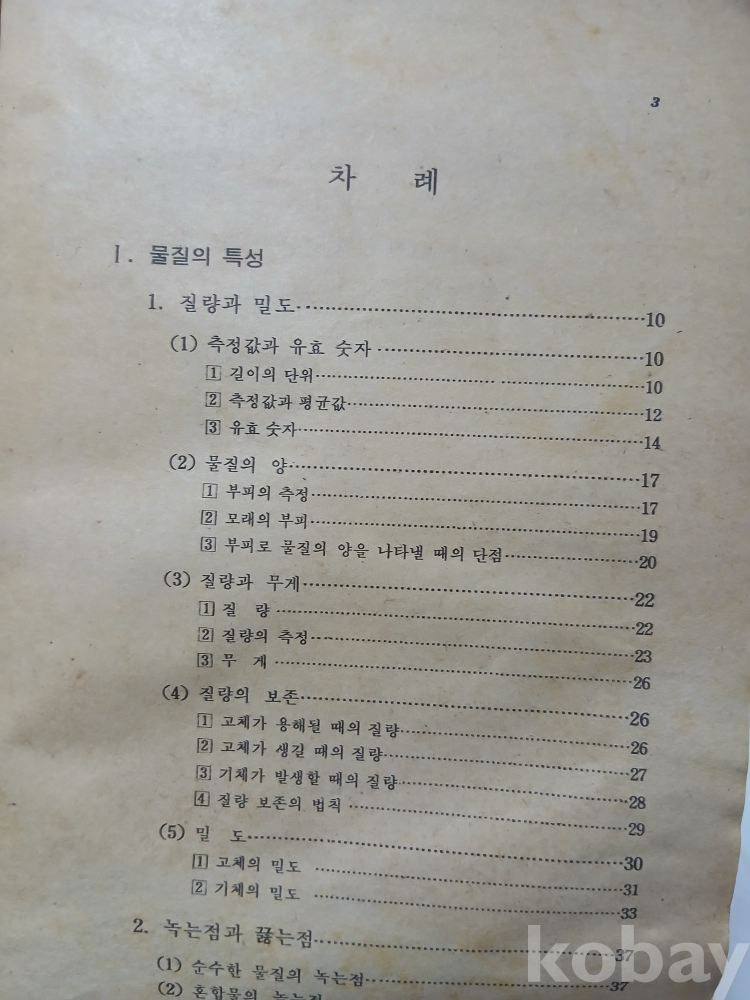 3
차 례
Ⅰ. 물질의 특성
1. 질량과 밀도 10
(1) 측정값과 유효 숫자 10
1 길이의 단위 10
2 측정값과 평균값 12
3 유효 숫자 14
(2) 물질의 양 17
1 부피의 측정 17
2 모래의 부피 19
3 부피로 물질의 양을 나타낼 때의 단점 20
(3) 질량과 무게 22
1 질 량 22
2 질량의 측정 23
3 무 게 26
(4) 질량의 보존 26
1 고체가 용해될 때의 질량 26
2 고체가 생길 때의 질량 27
3 기체가 발생할 때의 질량 28
4 질량 보존의 법칙 29
(5) 밀 도 30
1 고체의 밀도 31
2 기체의 밀도 33
2. 녹는점과 끓는점 37
(1) 순수한 물질의 녹는점 37
(2) 혼합물의
kobay